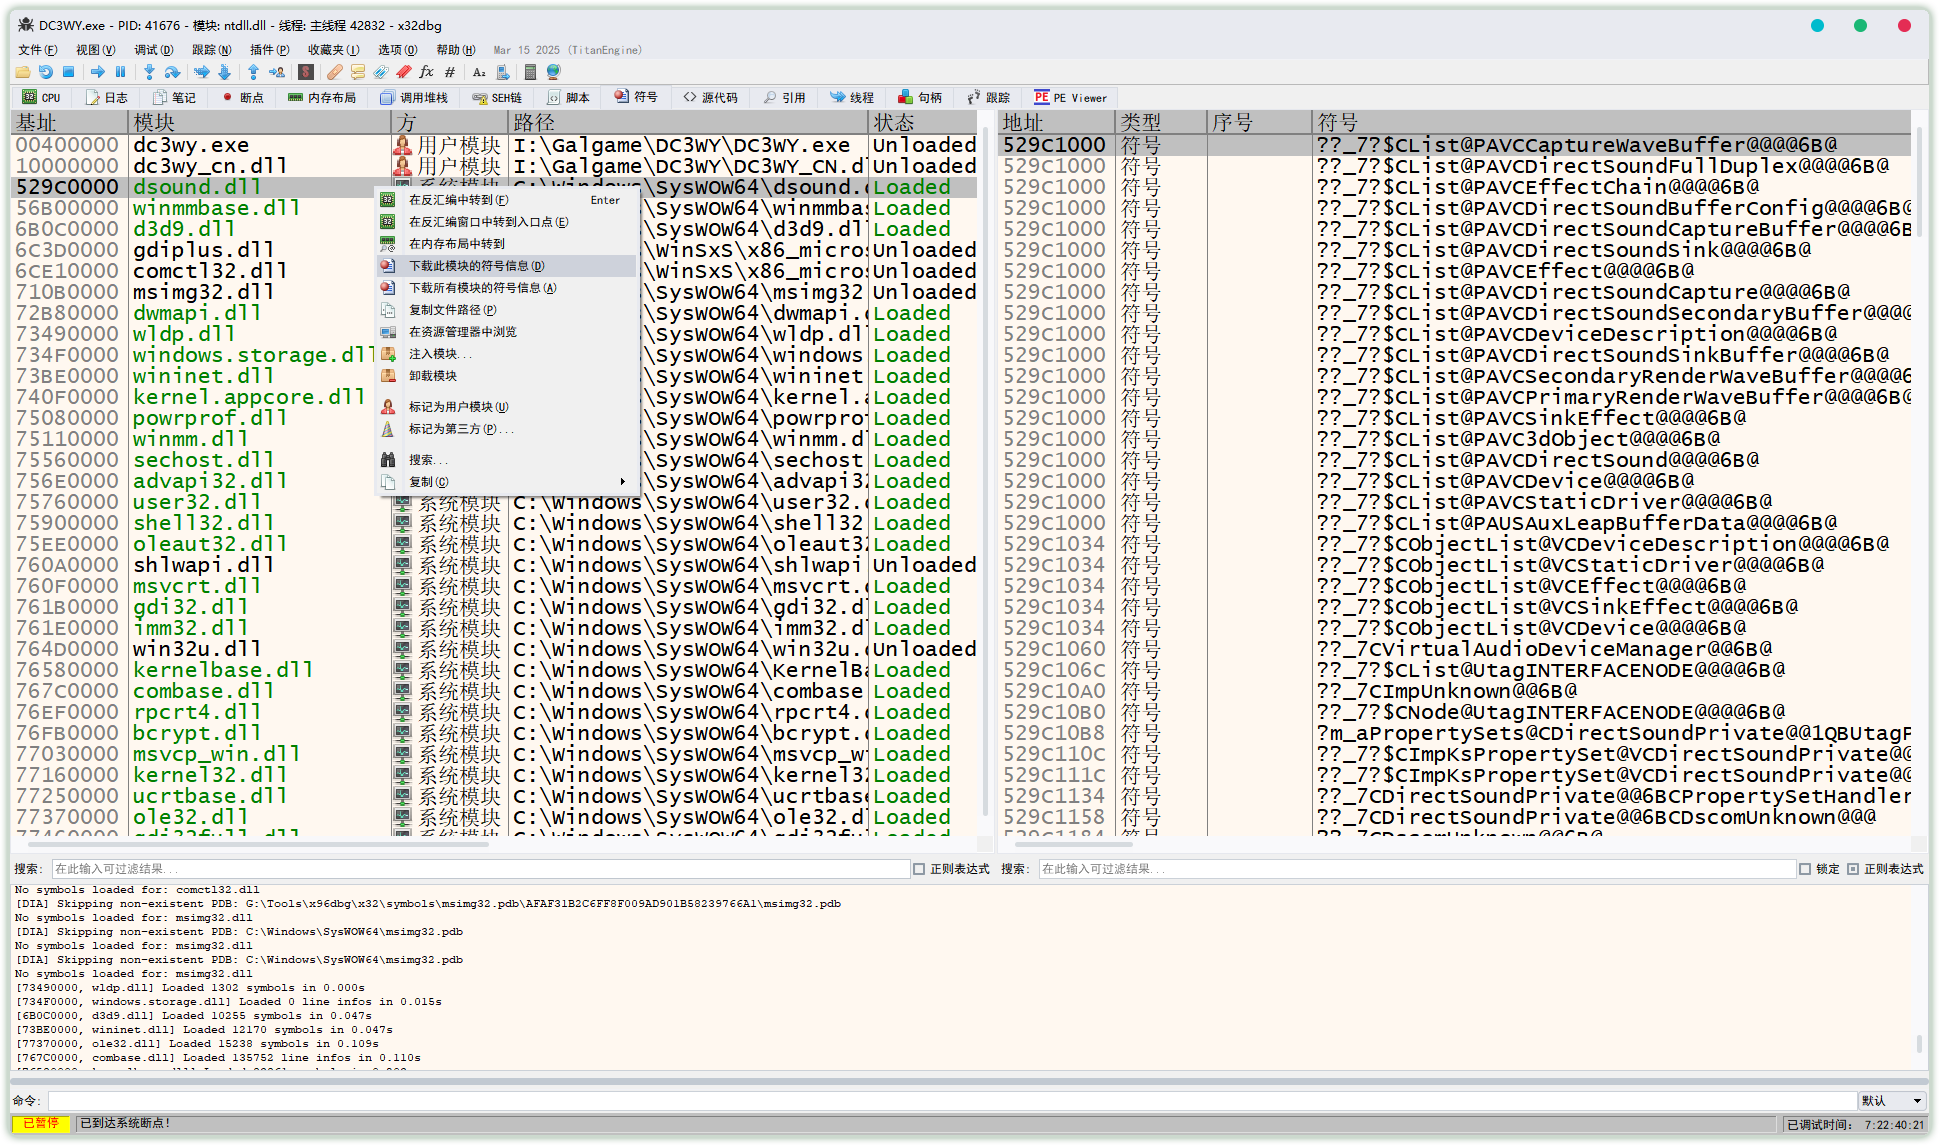 DC3WY.exe - PID: 41676 - 模块: ntdll.dll - 线程: 主线程 42832 - x32dbg
文件(F) 视图(V) 调试(D) 跟踪(N) 插件(P) 收藏夹(I) 选项(O) 帮助(H) Mar 15 2025 (TitanEngine)
CPU 日志 笔记 断点 内存布局 调用堆栈 SEH链 脚本 符号 源代码 引用 线程 句柄 跟踪 PE Viewer
基址 模块 方 路径 状态
00400000 dc3wy.exe 用户模块 I:\Galgame\DC3WY\DC3WY.exe Unloaded
10000000 dc3wy_cn.dll 用户模块 I:\Galgame\DC3WY\DC3WY_CN.d Unloaded
529C0000 dsound.dll 系统模块 C:\Windows\SysWOW64\dsound. Loaded
56B00000 winmmbase.dll \SysWOW64\winmmba Loaded
6B0C0000 d3d9.dll \SysWOW64\d3d9.dl Loaded
6C3D0000 gdiplus.dll \WinSxS\x86_micro Unloaded
6CE10000 comctl32.dll \WinSxS\x86_micro Unloaded
710B0000 msimg32.dll \SysWOW64\msimg32 Unloaded
72B80000 dwmapi.dll \SysWOW64\dwmapi. Loaded
73490000 wldp.dll \SysWOW64\wldp.dl Loaded
734F0000 windows.storage.dll \SysWOW64\windows Loaded
73BE0000 wininet.dll \SysWOW64\wininet Loaded
740F0000 kernel.appcore.dll \SysWOW64\kernel. Loaded
75080000 powrprof.dll \SysWOW64\powrpro Loaded
75110000 winmm.dll \SysWOW64\winmm.d Loaded
75560000 sechost.dll \SysWOW64\sechost Loaded
756E0000 advapi32.dll \SysWOW64\advapi3 Loaded
75760000 user32.dll 系统模块 C:\Windows\SysWOW64\user32. Loaded
75900000 shell32.dll 系统模块 C:\Windows\SysWOW64\shell32 Loaded
75EE0000 oleaut32.dll 系统模块 C:\Windows\SysWOW64\oleaut3 Loaded
760A0000 shlwapi.dll 系统模块 C:\Windows\SysWOW64\shlwapi Unloaded
760F0000 msvcrt.dll 系统模块 C:\Windows\SysWOW64\msvcrt. Loaded
761B0000 gdi32.dll 系统模块 C:\Windows\SysWOW64\gdi32.d Loaded
761E0000 imm32.dll 系统模块 C:\Windows\SysWOW64\imm32.d Loaded
764D0000 win32u.dll 系统模块 C:\Windows\SysWOW64\win32u. Unloaded
76580000 kernelbase.dll 系统模块 C:\Windows\SysWOW64\KernelB Loaded
767C0000 combase.dll 系统模块 C:\Windows\SysWOW64\combase Loaded
76EF0000 rpcrt4.dll 系统模块 C:\Windows\SysWOW64\rpcrt4. Loaded
76FB0000 bcrypt.dll 系统模块 C:\Windows\SysWOW64\bcrypt. Loaded
77030000 msvcp_win.dll 系统模块 C:\Windows\SysWOW64\msvcp_w Loaded
77160000 kernel32.dll 系统模块 C:\Windows\SysWOW64\kernel3 Loaded
77250000 ucrtbase.dll 系统模块 C:\Windows\SysWOW64\ucrtbas Loaded
77370000 ole32.dll 系统模块 C:\Windows\SysWOW64\ole32.d Loaded
77460000 gdi32full.dll 系统模块 C:\Windows\SysWOW64\gdi32fu Loaded
在反汇编中转到(F) Enter
在反汇编窗口中转到入口点(E)
在内存布局中转到
下载此模块的符号信息(D)
下载所有模块的符号信息(A)
复制文件路径(P)
在资源管理器中浏览
注入模块...
卸载模块
标记为用户模块(U)
标记为第三方(P)...
搜索...
复制(C)
地址 类型 序号 符号
529C1000 符号 ??_7?$CList@PAVCCaptureWaveBuffer@@@@6B@
529C1000 符号 ??_7?$CList@PAVCDirectSoundFullDuplex@@@@6B@
529C1000 符号 ??_7?$CList@PAVCEffectChain@@@@6B@
529C1000 符号 ??_7?$CList@PAVCDirectSoundBufferConfig@@@@6B@
529C1000 符号 ??_7?$CList@PAVCDirectSoundCaptureBuffer@@@@6B
529C1000 符号 ??_7?$CList@PAVCDirectSoundSink@@@@6B@
529C1000 符号 ??_7?$CList@PAVCEffect@@@@6B@
529C1000 符号 ??_7?$CList@PAVCDirectSoundCapture@@@@6B@
529C1000 符号 ??_7?$CList@PAVCDirectSoundSecondaryBuffer@@@@
529C1000 符号 ??_7?$CList@PAVCDeviceDescription@@@@6B@
529C1000 符号 ??_7?$CList@PAVCDirectSoundSinkBuffer@@@@6B@
529C1000 符号 ??_7?$CList@PAVCSecondaryRenderWaveBuffer@@@@6
529C1000 符号 ??_7?$CList@PAVCPrimaryRenderWaveBuffer@@@@6B@
529C1000 符号 ??_7?$CList@PAVCSinkEffect@@@@6B@
529C1000 符号 ??_7?$CList@PAVC3dObject@@@@6B@
529C1000 符号 ??_7?$CList@PAVCDirectSound@@@@6B@
529C1000 符号 ??_7?$CList@PAVCDevice@@@@6B@
529C1000 符号 ??_7?$CList@PAVCStaticDriver@@@@6B@
529C1000 符号 ??_7?$CList@PAUSAuxLeapBufferData@@@@6B@
529C1034 符号 ??_7?$CObjectList@VCDeviceDescription@@@@6B@
529C1034 符号 ??_7?$CObjectList@VCStaticDriver@@@@6B@
529C1034 符号 ??_7?$CObjectList@VCEffect@@@@6B@
529C1034 符号 ??_7?$CObjectList@VCSinkEffect@@@@6B@
529C1034 符号 ??_7?$CObjectList@VCDevice@@@@6B@
529C1060 符号 ??_7CVirtualAudioDeviceManager@@6B@
529C106C 符号 ??_7?$CList@UtagINTERFACENODE@@@@6B@
529C10A0 符号 ??_7CImpUnknown@@6B@
529C10B0 符号 ??_7?$CNode@UtagINTERFACENODE@@@@6B@
529C10B8 符号 ?m_aPropertySets@CDirectSoundPrivate@@1QBUtagP
529C110C 符号 ??_7?$CImpKsPropertySet@VCDirectSoundPrivate@@
529C111C 符号 ??_7?$CImpKsPropertySet@VCDirectSoundPrivate@@
529C1134 符号 ??_7CDirectSoundPrivate@@6BCPropertySetHandler
529C1158 符号 ??_7CDirectSoundPrivate@@6BCDscomUnknown@@@
529C1184 符号 ??_7CDscomUnknown@@6B@
搜索: 在此输入可过滤结果... 正则表达式 搜索: 在此输入可过滤结果... 锁定 正则表达式
No symbols loaded for: comctl32.dll
[DIA] Skipping non-existent PDB: G:\Tools\x96dbg\x32\symbols\msimg32.pdb\AFAF31B2C6FF8F009AD901B58239766A1\msimg32.pdb
No symbols loaded for: msimg32.dll
[DIA] Skipping non-existent PDB: C:\Windows\SysWOW64\msimg32.pdb
No symbols loaded for: msimg32.dll
[DIA] Skipping non-existent PDB: C:\Windows\SysWOW64\msimg32.pdb
No symbols loaded for: msimg32.dll
[73490000, wldp.dll] Loaded 1302 symbols in 0.000s
[734F0000, windows.storage.dll] Loaded 0 line infos in 0.015s
[6B0C0000, d3d9.dll] Loaded 10255 symbols in 0.047s
[73BE0000, wininet.dll] Loaded 12170 symbols in 0.047s
[77370000, ole32.dll] Loaded 15238 symbols in 0.109s
[767C0000, combase.dll] Loaded 135752 line infos in 0.110s
命令: 默认
已暂停 已到达系统断点! 已调试时间: 7:22:40:21